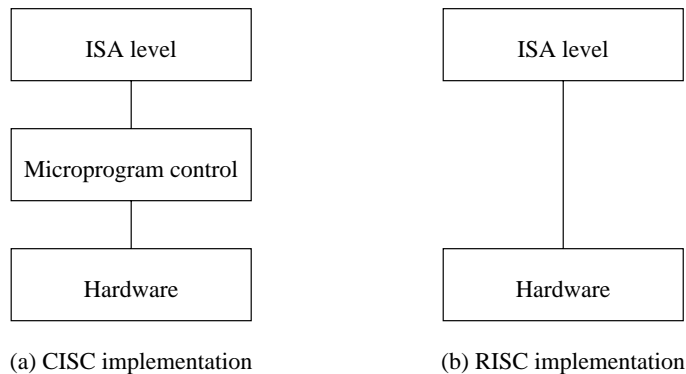 ISA level
Microprogram control
Hardware
(a) CISC implementation
ISA level
Hardware
(b) RISC implementation